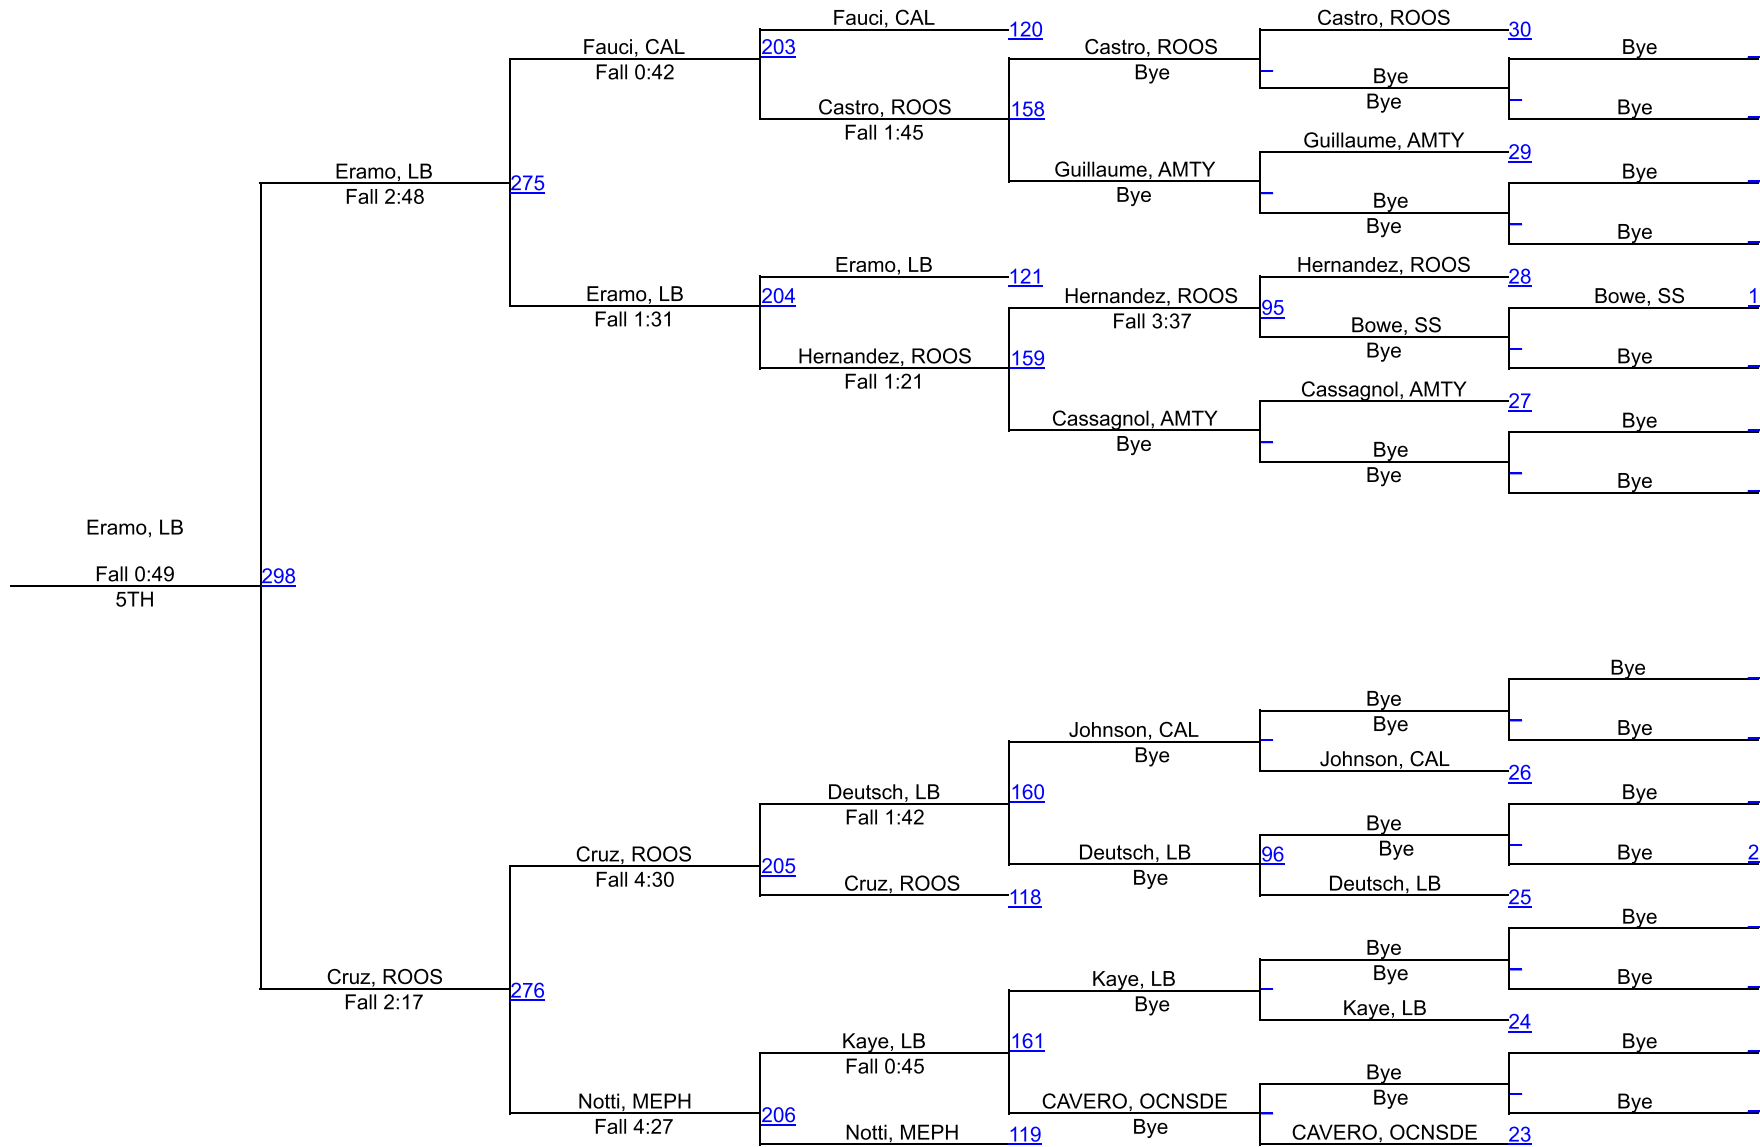 Fauci, CAL
120
Castro, ROOS
30
Fauci, CAL
203
Castro, ROOS
Bye
Fall 0:42
Bye
Bye
Castro, ROOS
158
Bye
Bye
Fall 1:45
Guillaume, AMTY
29
Eramo, LB
Guillaume, AMTY
Bye
Fall 2:48
275
Bye
Bye
Bye
Bye
Eramo, LB
121
Hernandez, ROOS
28
Eramo, LB
204
Hernandez, ROOS
Bowe, SS
1
Fall 1:31
Fall 3:37
95
Bowe, SS
Hernandez, ROOS
159
Bye
Bye
Fall 1:21
Cassagnol, AMTY
27
Cassagnol, AMTY
Bye
Bye
Bye
Bye
Bye
Eramo, LB
Fall 0:49
298
5TH
Bye
Bye
Johnson, CAL
Bye
Bye
Bye
Johnson, CAL
26
Deutsch, LB
160
Bye
Fall 1:42
Bye
Cruz, ROOS
Deutsch, LB
96
Bye
Bye
2
Fall 4:30
205
Bye
Cruz, ROOS
118
Deutsch, LB
25
Bye
Bye
Cruz, ROOS
Kaye, LB
Bye
Bye
Fall 2:17
276
Bye
Kaye, LB
24
Kaye, LB
161
Bye
Fall 0:45
Bye
Notti, MEPH
CAVERO, OCNSDE
Bye
Bye
Fall 4:27
206
Bye
Notti, MEPH
119
CAVERO, OCNSDE
23